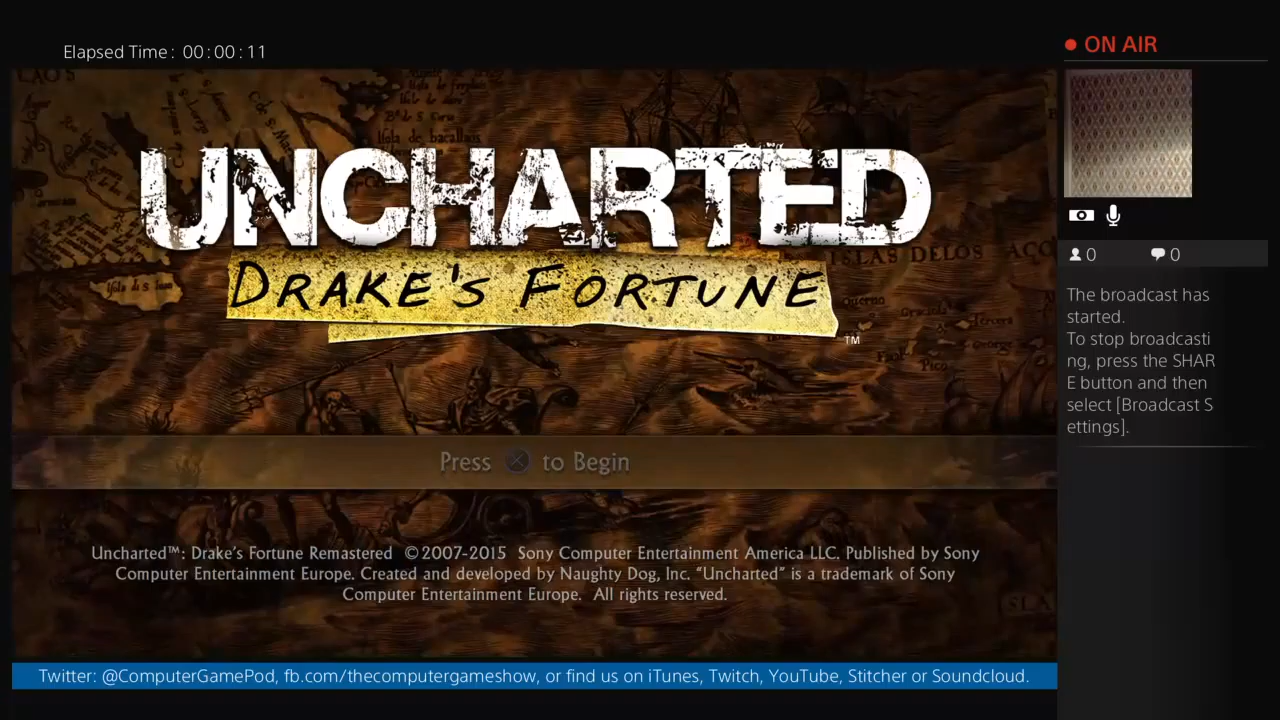 Elapsed Time: 00:00:11
ON AIR
UNCHARTED
DRAKE'S FORTUNE
TM
ISLAS DELOS AÇO
Press to Begin
0 0
The broadcast has
started.
To stop broadcasti
ng, press the SHAR
E button and then
select [Broadcast S
ettings].
Uncharted™: Drake's Fortune Remastered ©2007-2015 Sony Computer Entertainment America LLC. Published by Sony
Computer Entertainment Europe. Created and developed by Naughty Dog, Inc. "Uncharted" is a trademark of Sony
Computer Entertainment Europe. All rights reserved.
Twitter: @ComputerGamePod, fb.com/thecomputergameshow, or find us on iTunes, Twitch, YouTube, Stitcher or Soundcloud.